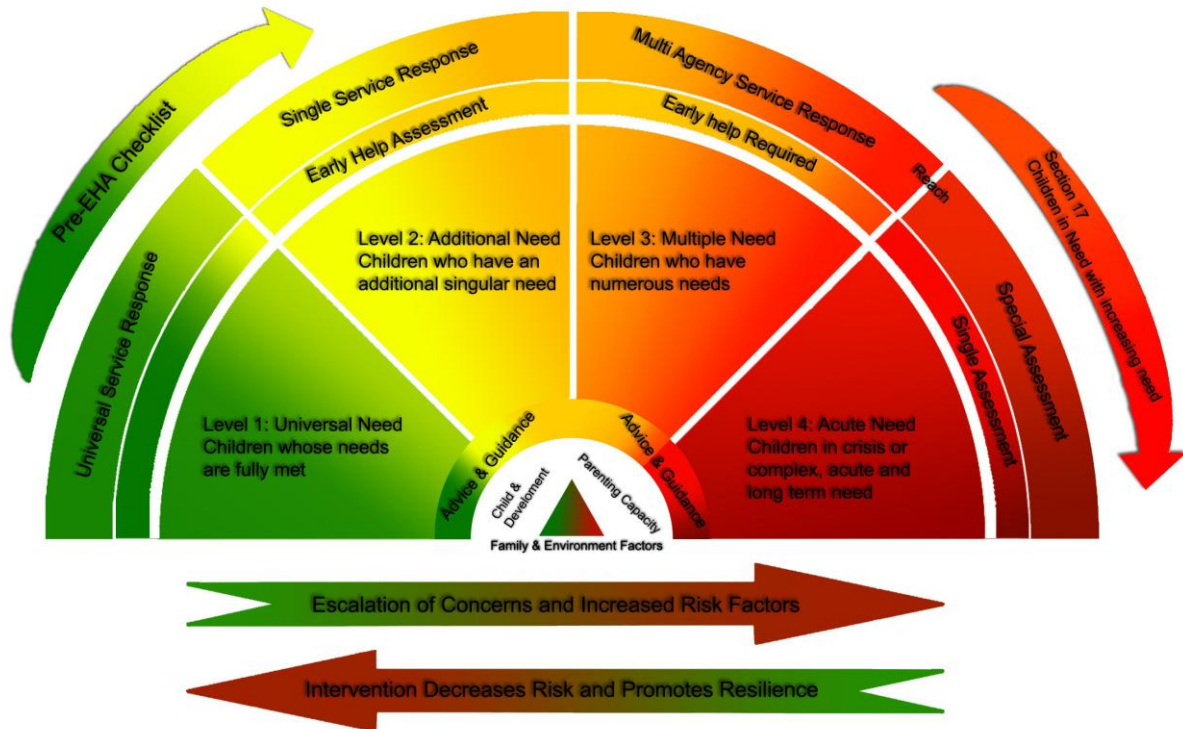 Pre-EHA Checklist
Universal Service Response
Single Service Response
Early Help Assessment
Multi Agency Service Response
Early help Required
Reach
Section 17
Children in Need with increasing need
Special Assessment
Single Assessment
Level 1: Universal Need
Children whose needs
are fully met
Level 2: Additional Need
Children who have an
additional singular need
Level 3: Multiple Need
Children who have
numerous needs
Level 4: Acute Need
Children in crisis or
complex, acute and
long term need
Advice & Guidance
Advice & Guidance
Child &
Develoment
Parenting Capacity
Family & Environment Factors
Escalation of Concerns and Increased Risk Factors
Intervention Decreases Risk and Promotes Resilience